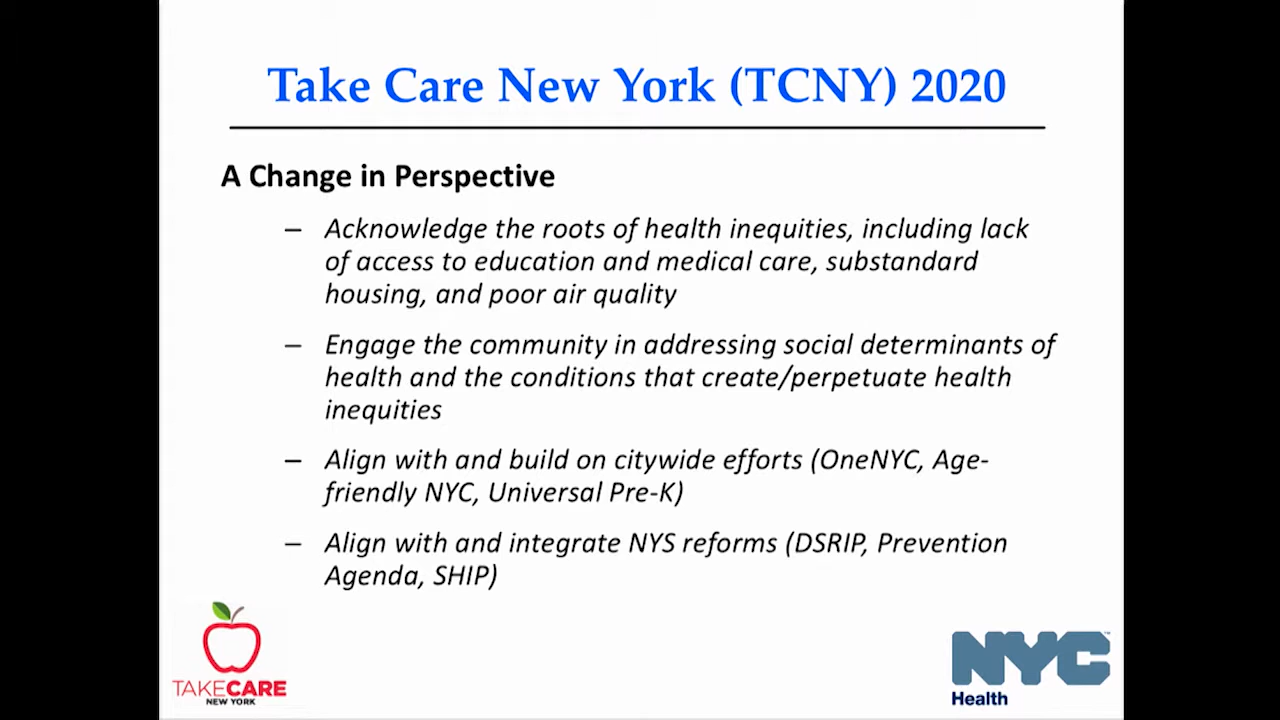 Take Care New York (TCNY) 2020
A Change in Perspective
– Acknowledge the roots of health inequities, including lack
of access to education and medical care, substandard
housing, and poor air quality
– Engage the community in addressing social determinants of
health and the conditions that create/perpetuate health
inequities
– Align with and build on citywide efforts (OneNYC, Age-
friendly NYC, Universal Pre-K)
– Align with and integrate NYS reforms (DSRIP, Prevention
Agenda, SHIP)
TAKECARE
NEW YORK
NYC™
Health